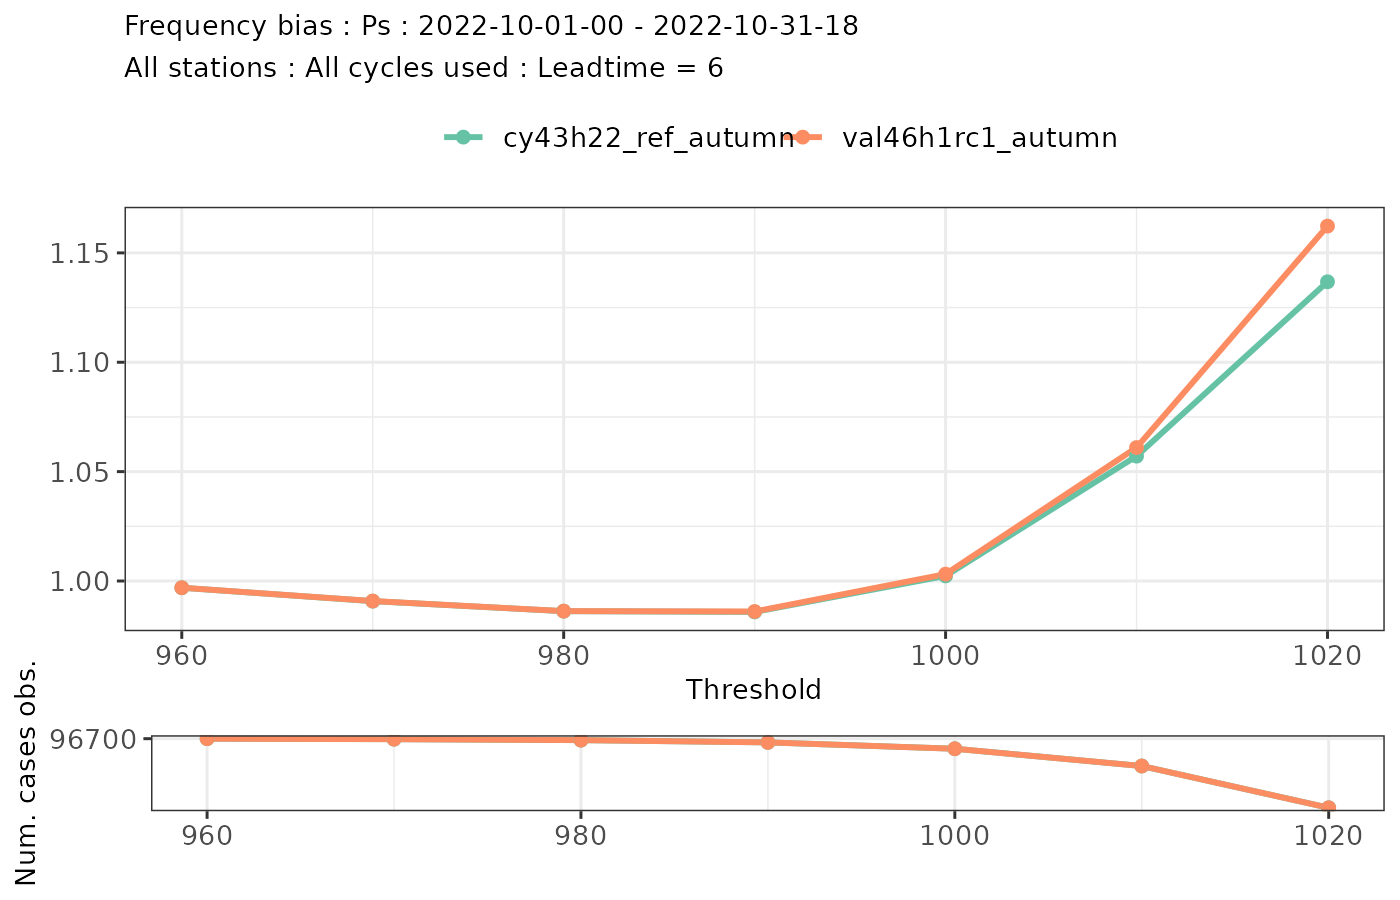 Frequency bias : Ps : 2022-10-01-00 - 2022-10-31-18
All stations : All cycles used : Leadtime = 6
cy43h22_ref_autumn val46h1rc1_autumn
1.15
1.10
1.05
1.00
960 980 1000 1020
Threshold
Num. cases obs.
96700
960 980 1000 1020